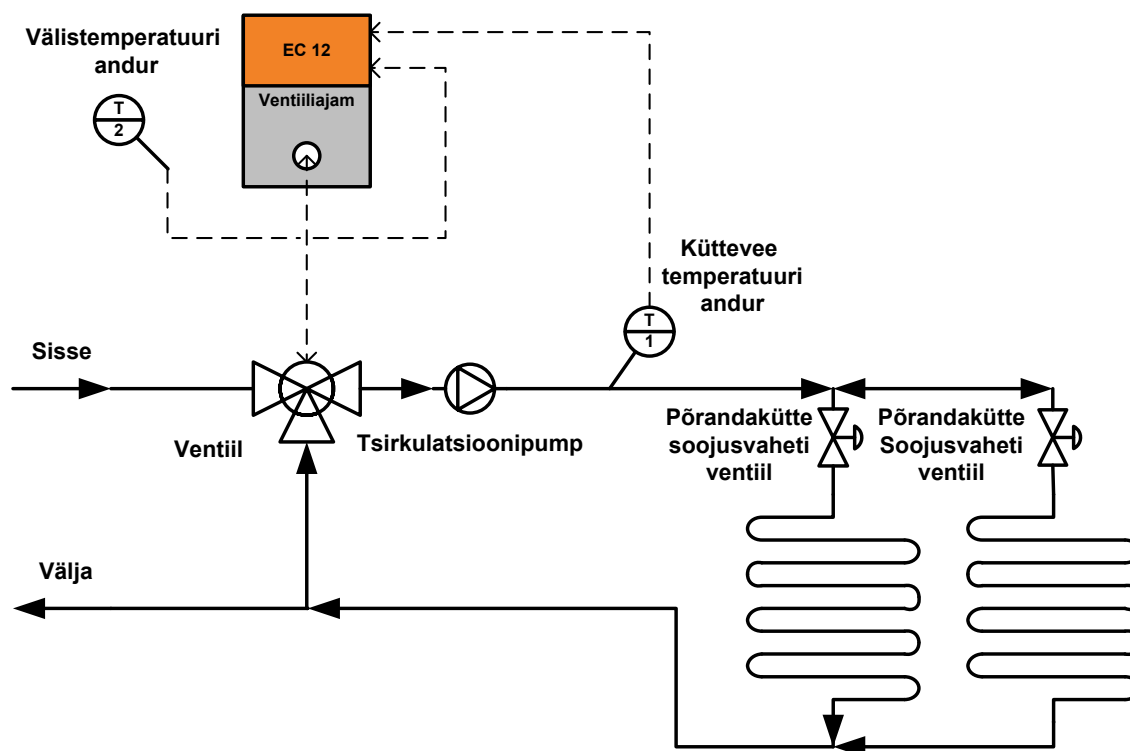 Välistemperatuuri
andur
T
2
EC 12
Ventiiliajam
Küttevee
temperatuuri
andur
T
1
Sisse
Ventiil
Tsirkulatsioonipump
Põrandakütte
soojusvaheti
ventiil
Põrandakütte
Soojusvaheti
ventiil
Välja